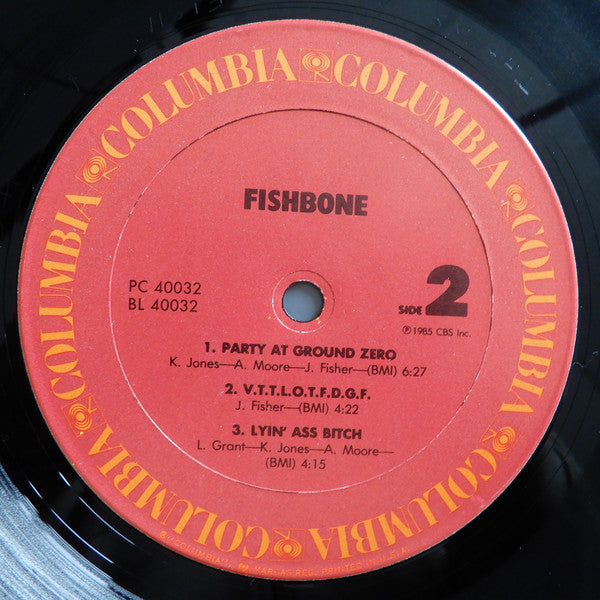 COLUMBIA COLUMBIA COLUMBIA COLUMBIA COLUMBIA COLUMBIA COLUMBIA COLUMBIA
FISHBONE
PC 40032
BL 40032
SIDE 2
℗ 1985 CBS Inc.
1. PARTY AT GROUND ZERO
K. Jones—A. Moore—J. Fisher—(BMI) 6:27
2. V.T.T.L.O.T.F.D.G.F.
J. Fisher—(BMI) 4:22
3. LYIN' ASS BITCH
L. Grant—K. Jones—A. Moore—
(BMI) 4:15